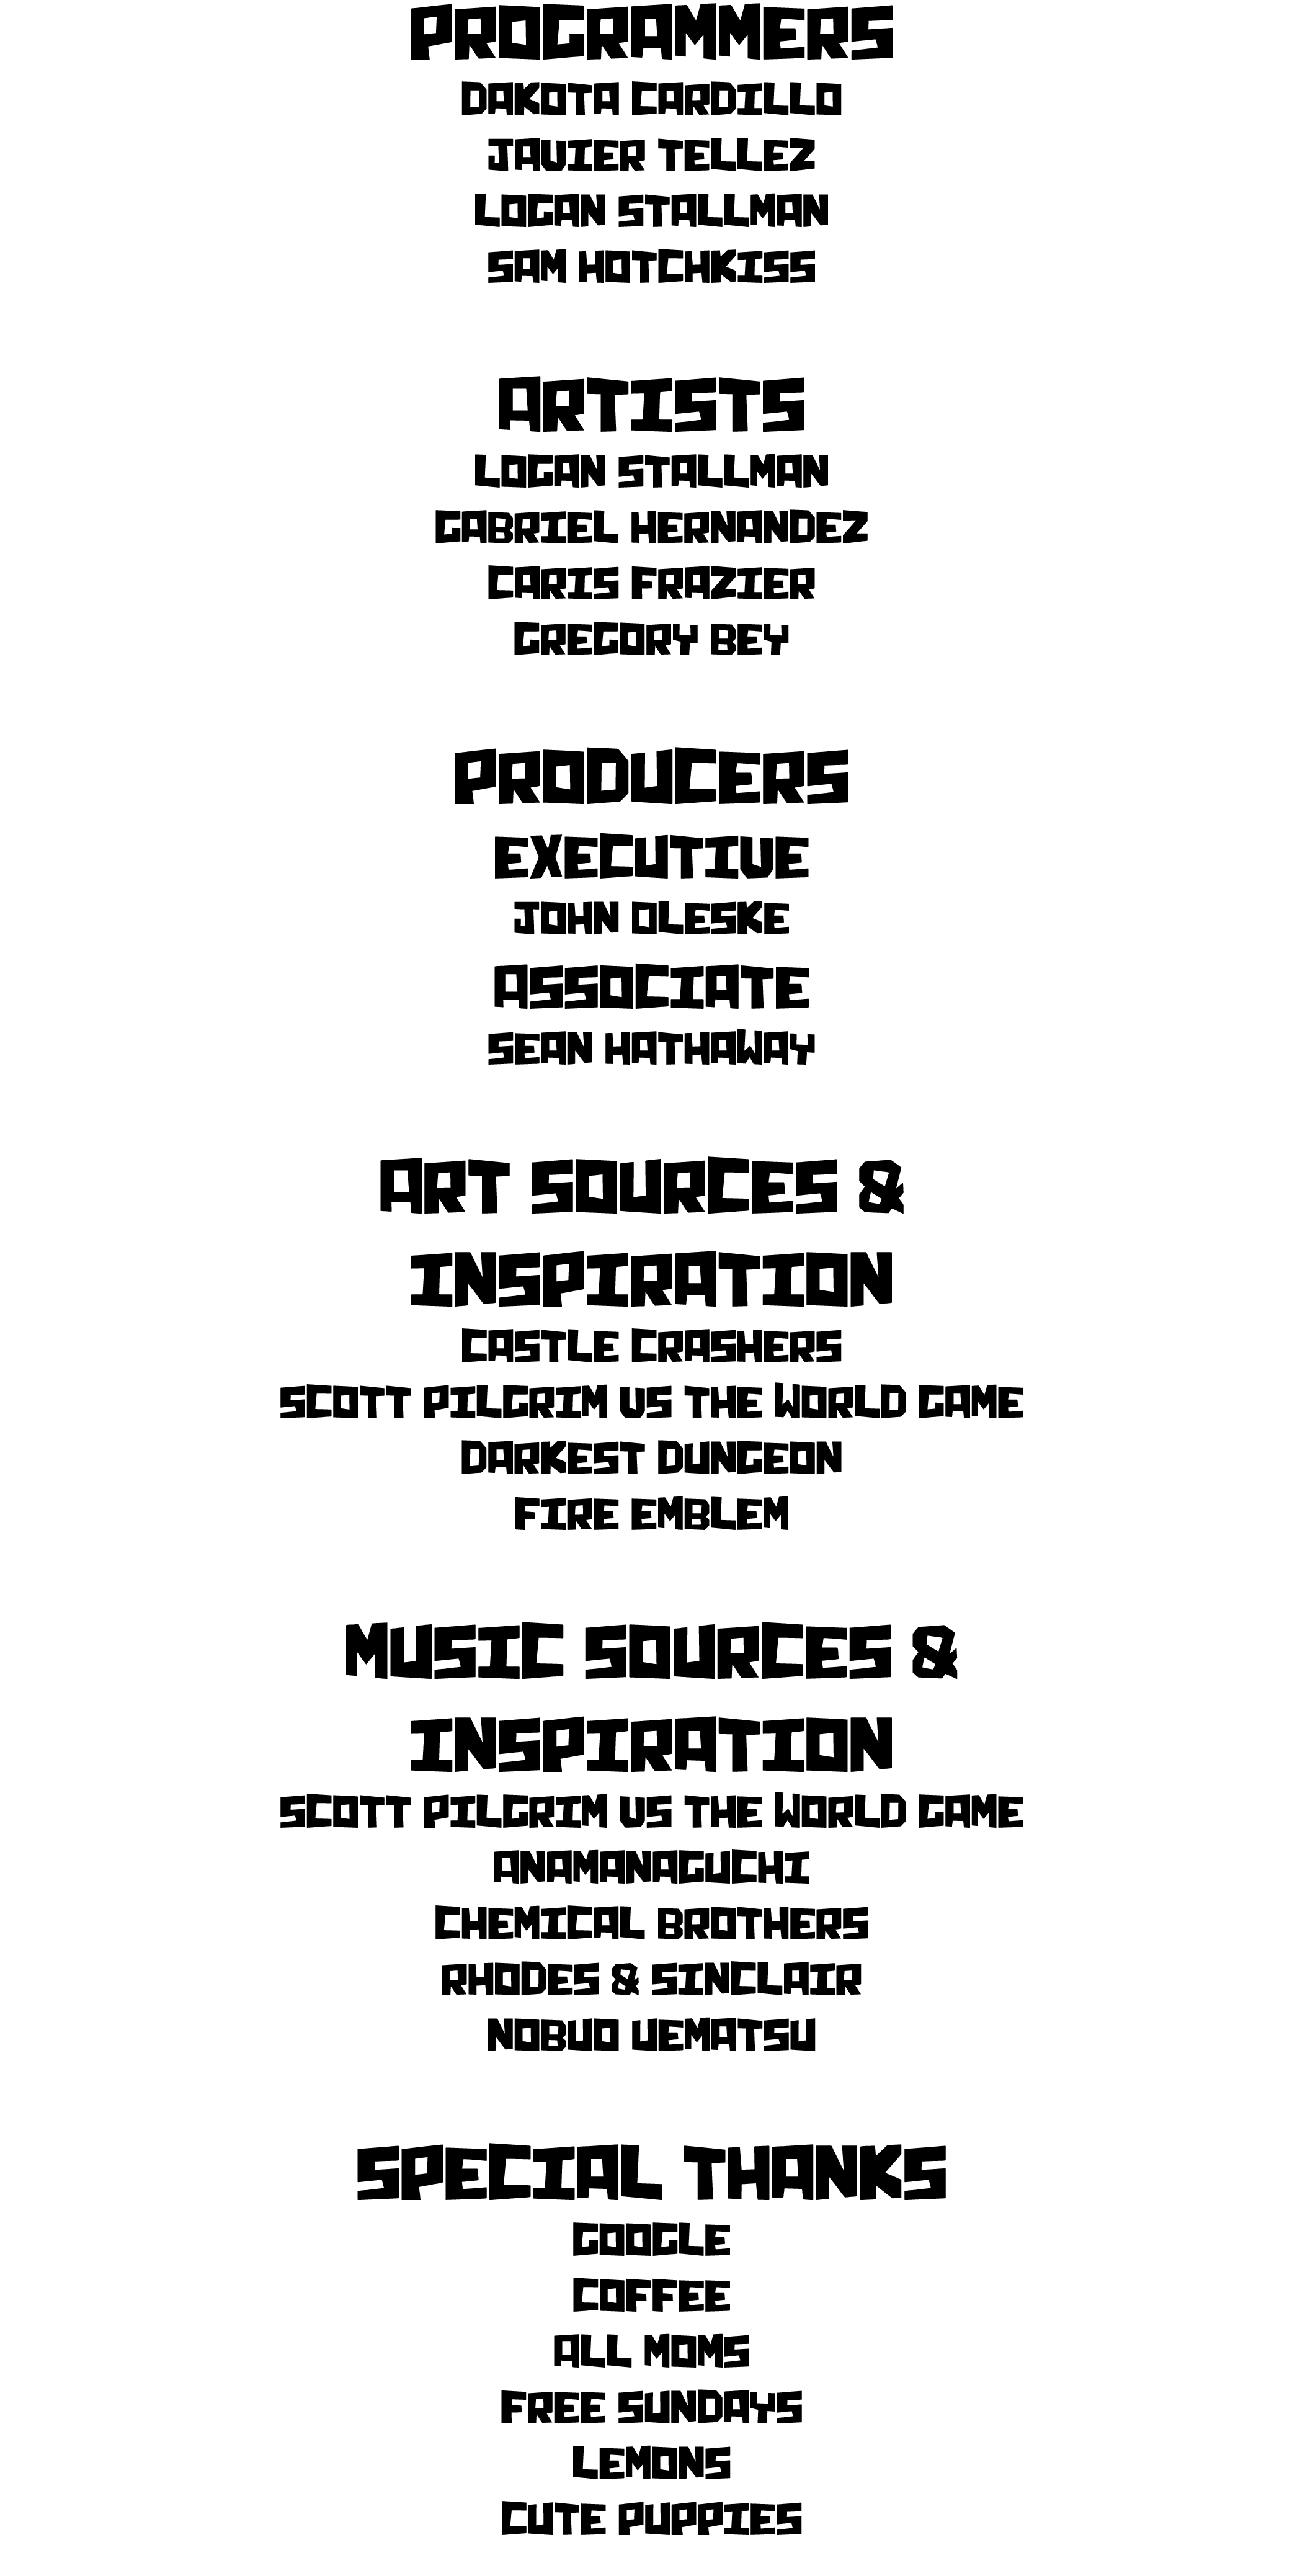 PROGRAMMERS
DAKOTA CARDILLO
JAVIER TELLEZ
LOGAN STALLMAN
SAM HOTCHKISS
ARTISTS
LOGAN STALLMAN
GABRIEL HERNANDEZ
CARIS FRAZIER
GREGORY BEY
PRODUCERS
EXECUTIVE
JOHN OLESKE
ASSOCIATE
SEAN HATHAWAY
ART SOURCES &
INSPIRATION
CASTLE CRASHERS
SCOTT PILGRIM VS THE WORLD GAME
DARKEST DUNGEON
FIRE EMBLEM
MUSIC SOURCES &
INSPIRATION
SCOTT PILGRIM VS THE WORLD GAME
ANAMANAGUCHI
CHEMICAL BROTHERS
RHODES & SINCLAIR
NOBUO UEMATSU
SPECIAL THANKS
GOOGLE
COFFEE
ALL MOMS
FREE SUNDAYS
LEMONS
CUTE PUPPIES